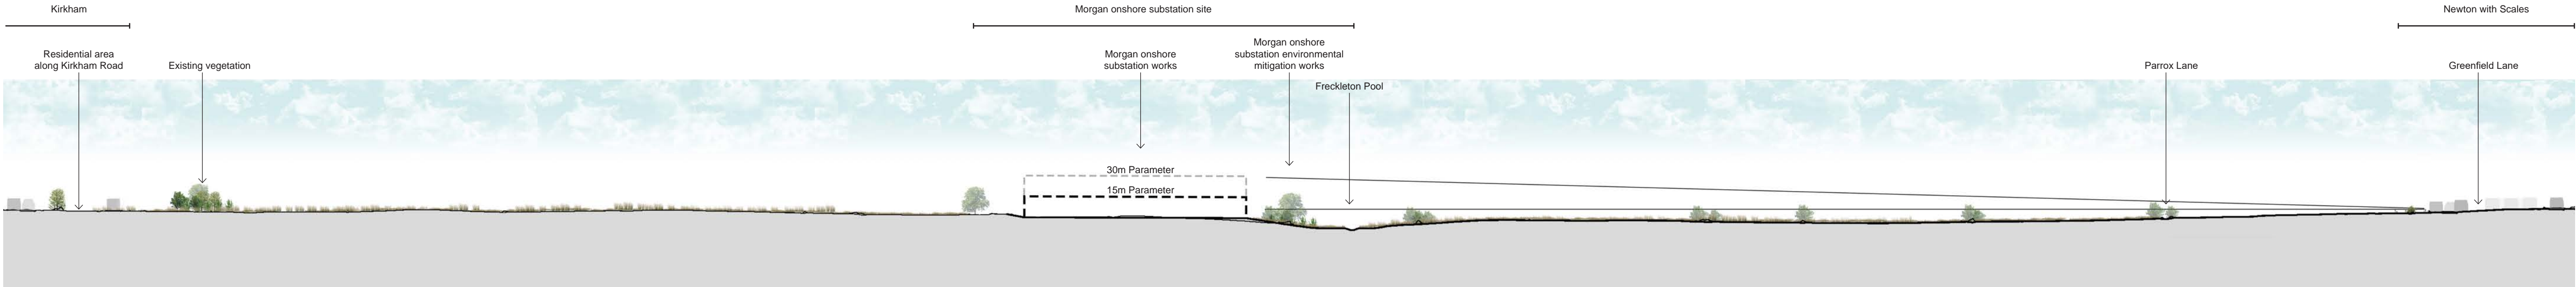 Kirkham
Morgan onshore substation site
Newton with Scales
Residential area
along Kirkham Road
Existing vegetation
Morgan onshore
substation works
Morgan onshore
substation environmental
mitigation works
Freckleton Pool
Parrox Lane
Greenfield Lane
30m Parameter
15m Parameter